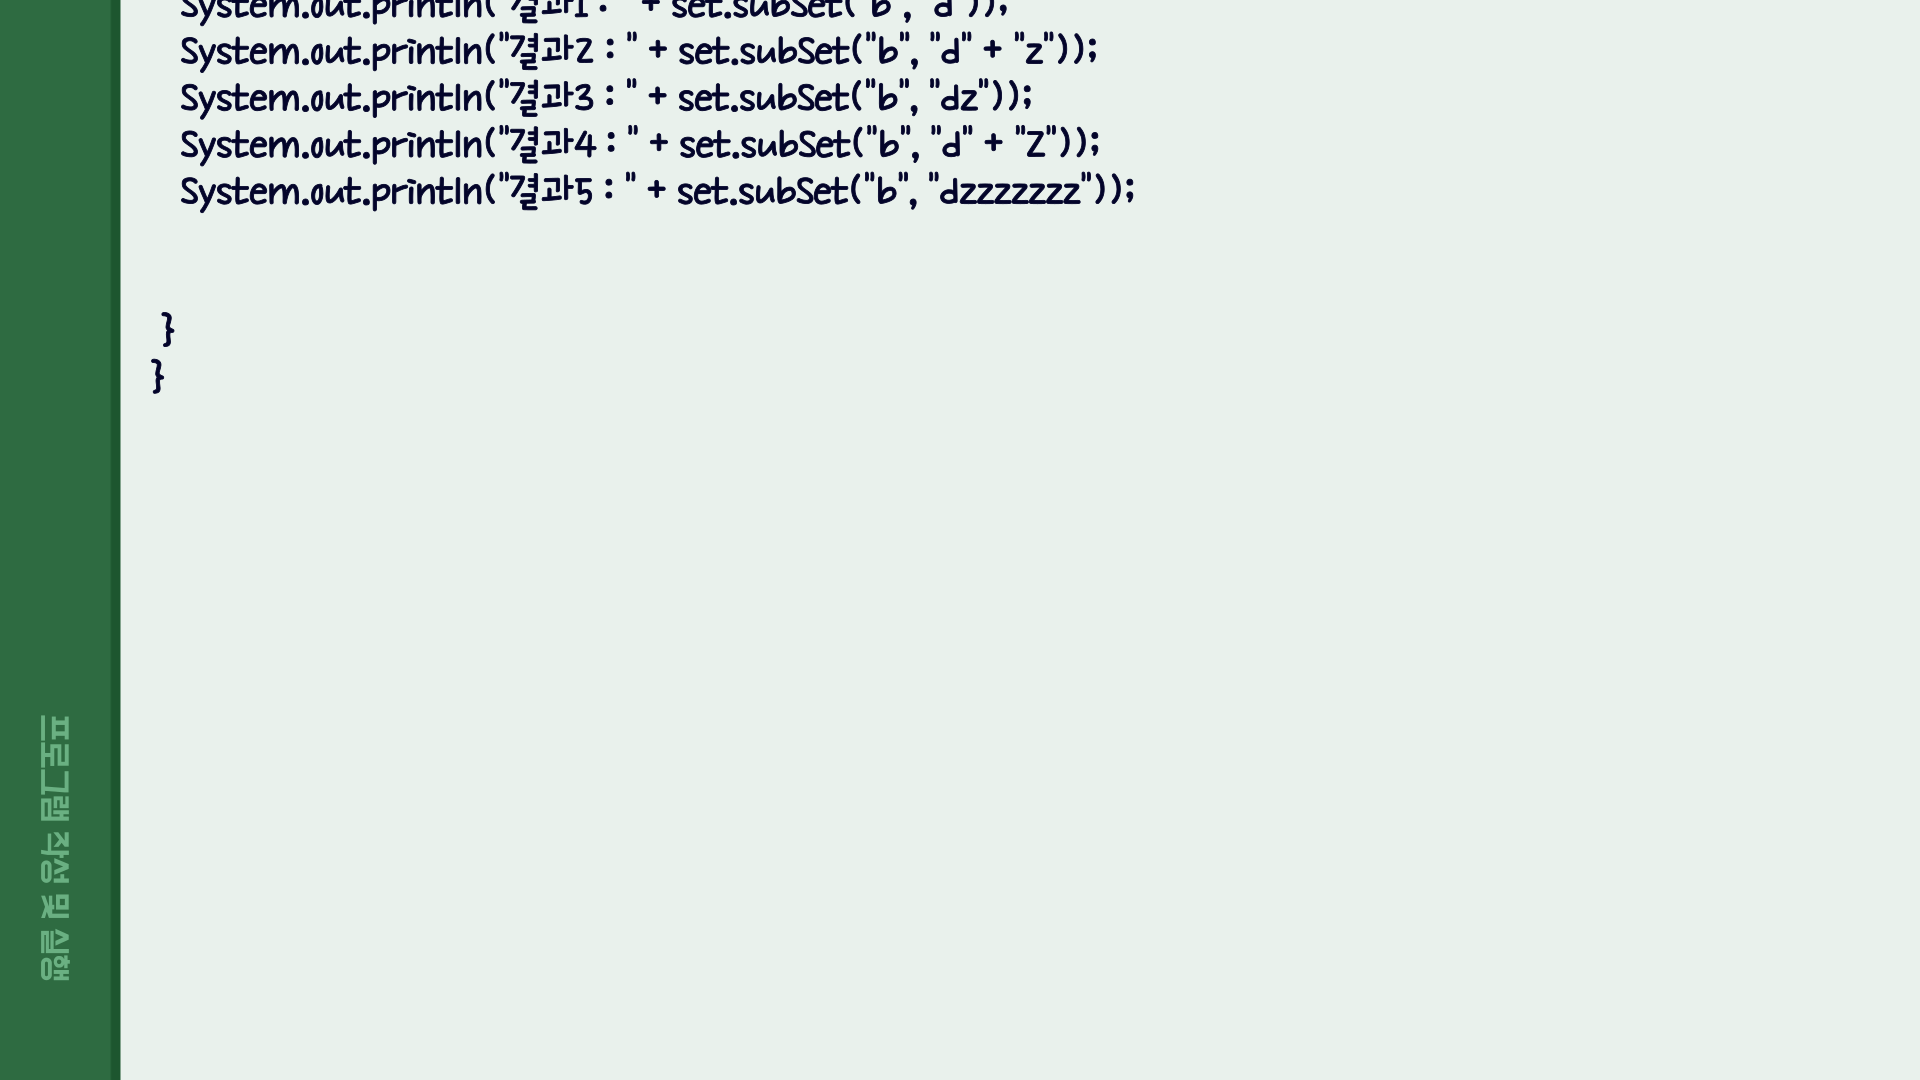 System.out.println("결과1 : " + set.subSet("b", "d"));
System.out.println("결과2 : " + set.subSet("b", "d" + "z"));
System.out.println("결과3 : " + set.subSet("b", "dz"));
System.out.println("결과4 : " + set.subSet("b", "d" + "Z"));
System.out.println("결과5 : " + set.subSet("b", "dzzzzzzz"));
}
}
프로그램 작성 및 실행